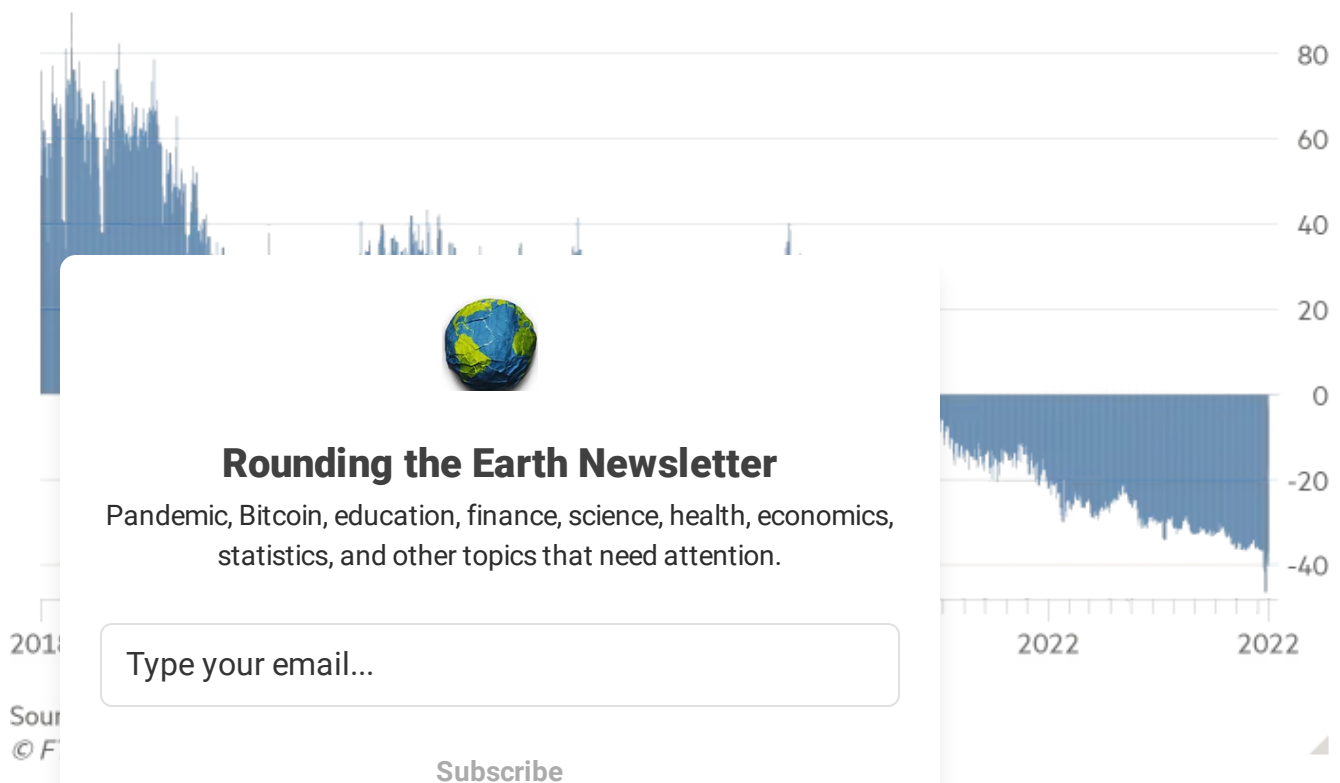 80
60
40
20
0
-20
-40
Rounding the Earth Newsletter
Pandemic, Bitcoin, education, finance, science, health, economics,
statistics, and other topics that need attention.
2022 2022
Type your email...
©
Subscribe